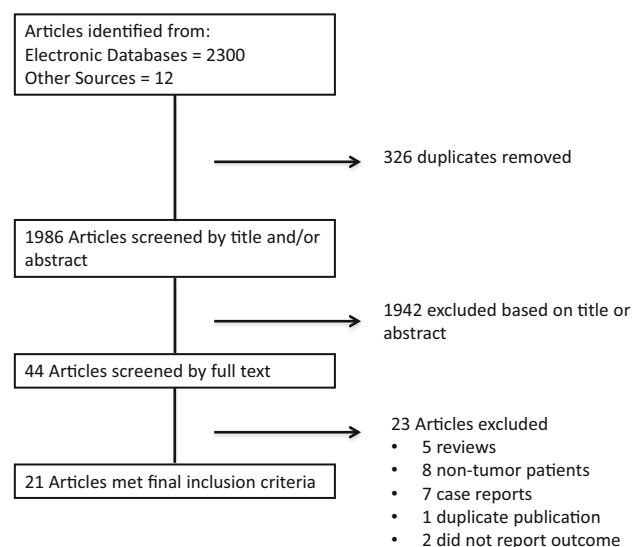 Articles identified from:
Electronic Databases = 2300
Other Sources = 12
326 duplicates removed
1986 Articles screened by title and/or
abstract
1942 excluded based on title or
abstract
44 Articles screened by full text
23 Articles excluded
• 5 reviews
• 8 non-tumor patients
• 7 case reports
• 1 duplicate publication
• 2 did not report outcome
21 Articles met final inclusion criteria